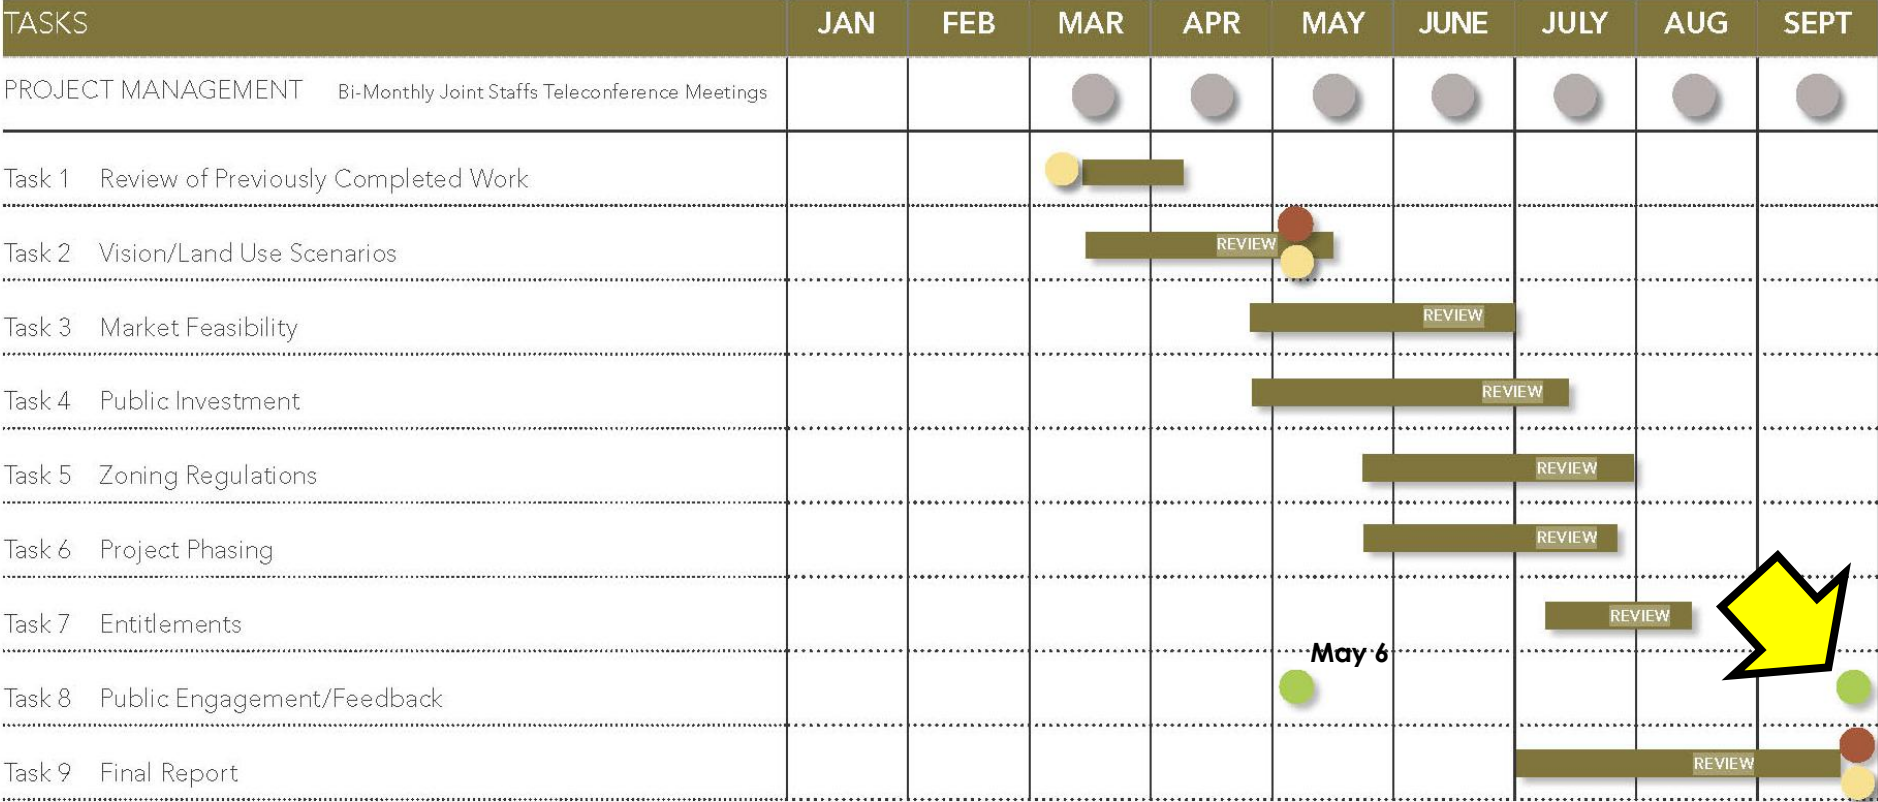 TASKS JAN FEB MAR APR MAY JUNE JULY AUG SEPT
PROJECT MANAGEMENT Bi-Monthly Joint Staffs Teleconference Meetings
Task 1 Review of Previously Completed Work
Task 2 Vision/Land Use Scenarios REVIEW
Task 3 Market Feasibility REVIEW
Task 4 Public Investment REVIEW
Task 5 Zoning Regulations REVIEW
Task 6 Project Phasing REVIEW
Task 7 Entitlements REVIEW
May 6
Task 8 Public Engagement/Feedback
Task 9 Final Report REVIEW